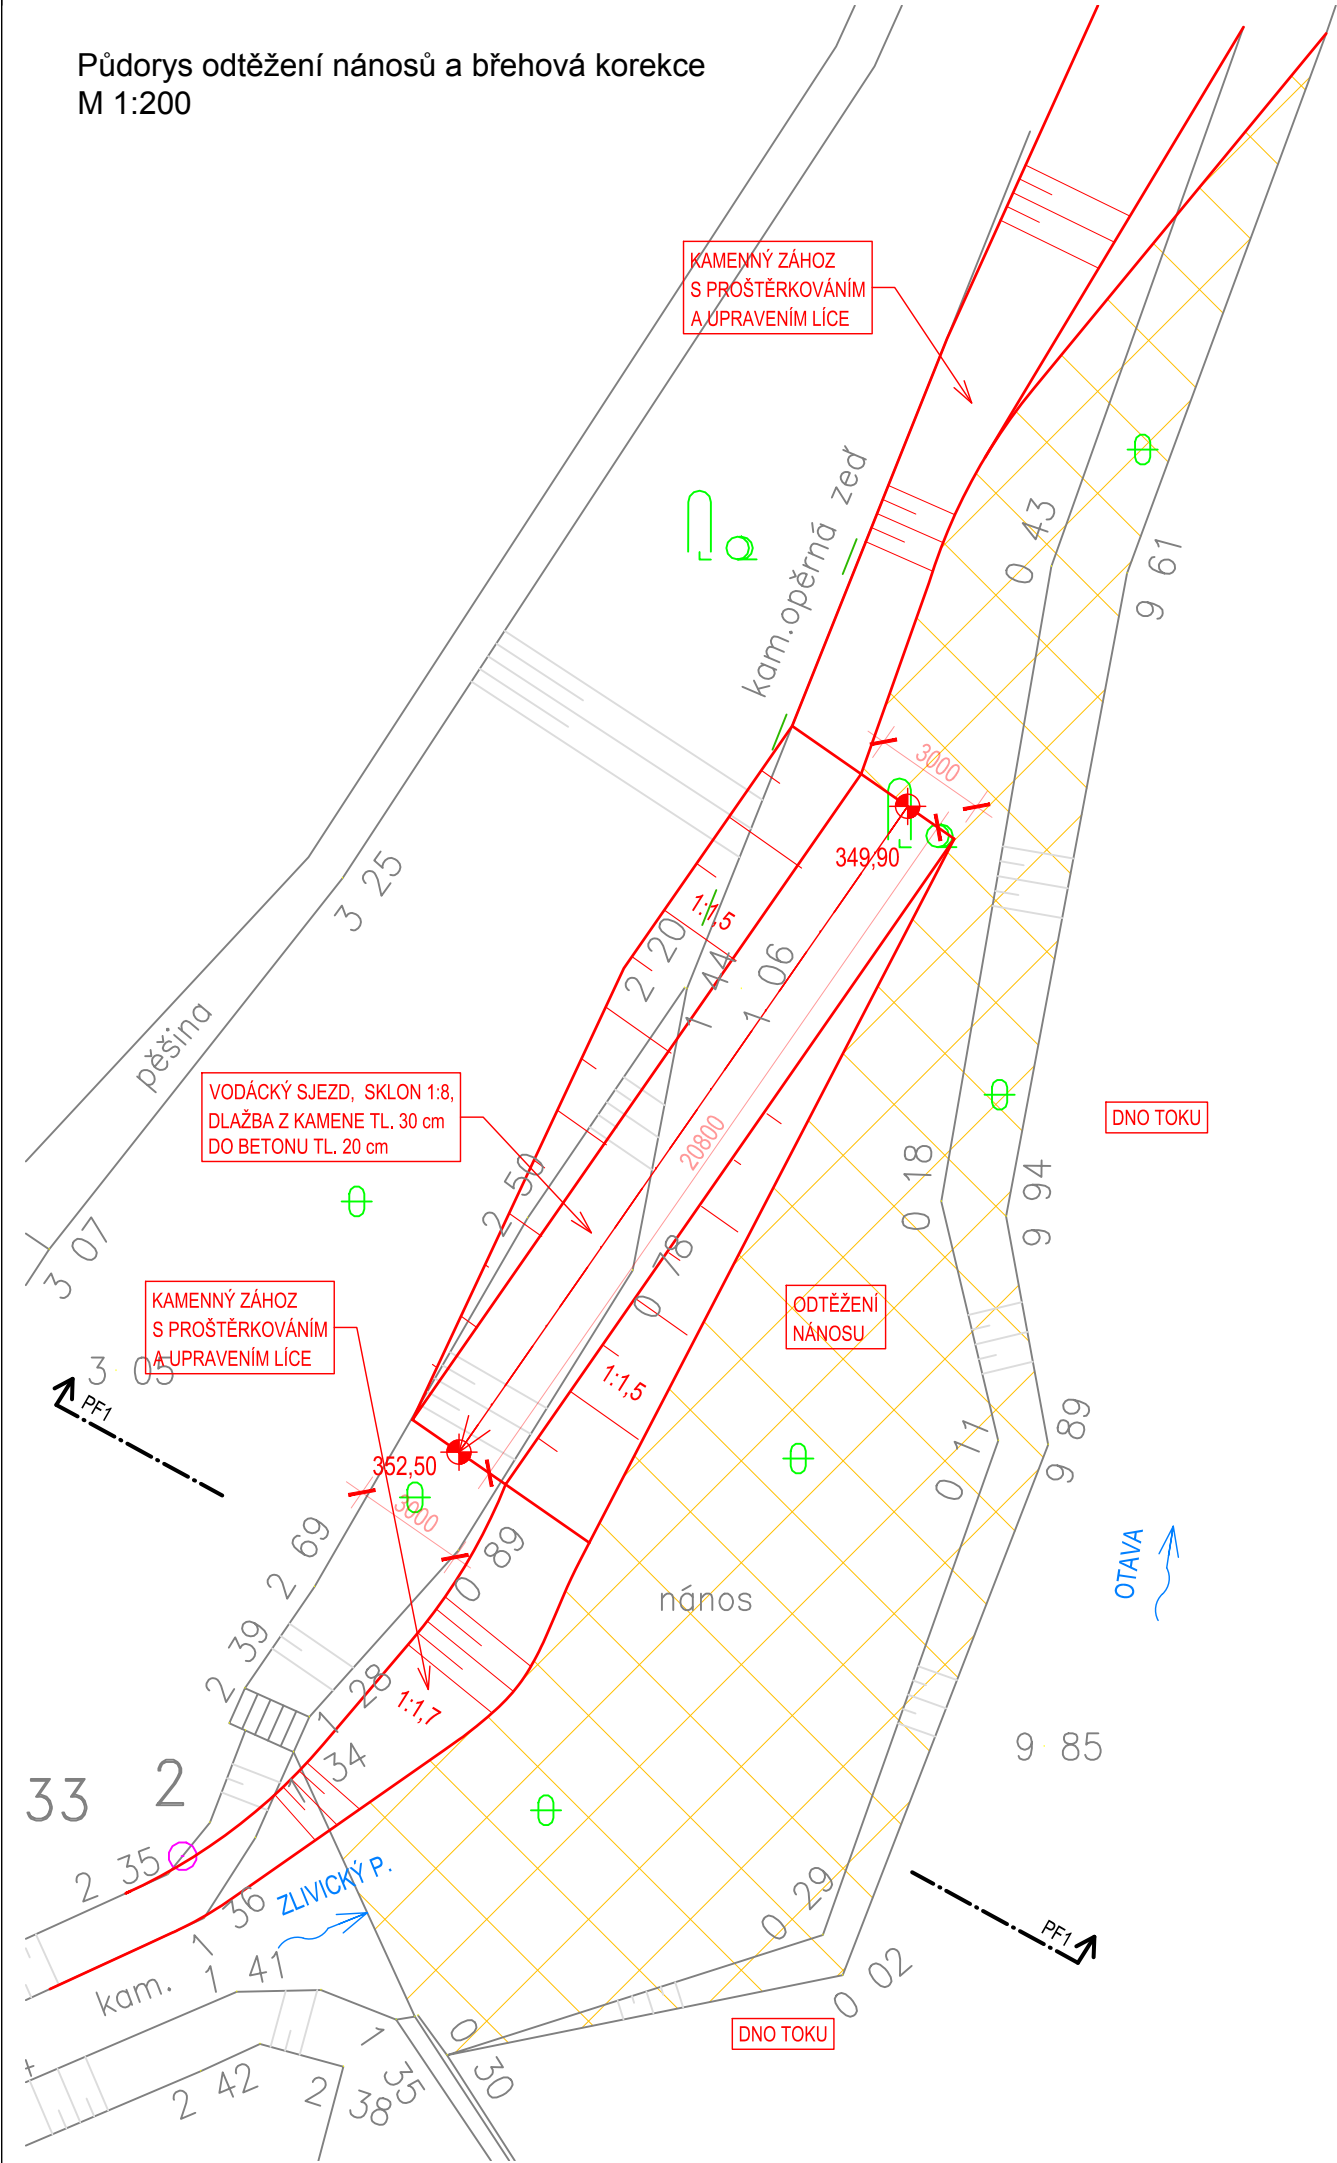 Půdorys odtěžení nánosů a břehová korekce
M 1:200
KAMENNÝ ZÁHOZ
S PROŠTĚRKOVÁNÍM
A UPRAVENÍM LÍCE
kam.opěrná zeď
0 43
9 61
3000
349,90
3 25
1:1,5
2 20
1 44
1 06
pěšina
VODÁCKÝ SJEZD, SKLON 1:8,
DLAŽBA Z KAMENE TL. 30 cm
DO BETONU TL. 20 cm
DNO TOKU
20800
2 50
0 18
9 94
3 07
0 78
KAMENNÝ ZÁHOZ
S PROŠTĚRKOVÁNÍM
A UPRAVENÍM LÍCE
ODTĚŽENÍ
NÁNOSU
3 05
PF1
1:1,5
0 11
9 89
352,50
3000
2 69
0 89
nános
OTAVA
2 39
1 28
1:1,7
9 85
33 2
1 34
2 35
ZLIVICKÝ P.
1 36
0 29
PF1
kam.
1 41
0 02
DNO TOKU
1 35
0 30
2 42
2 38